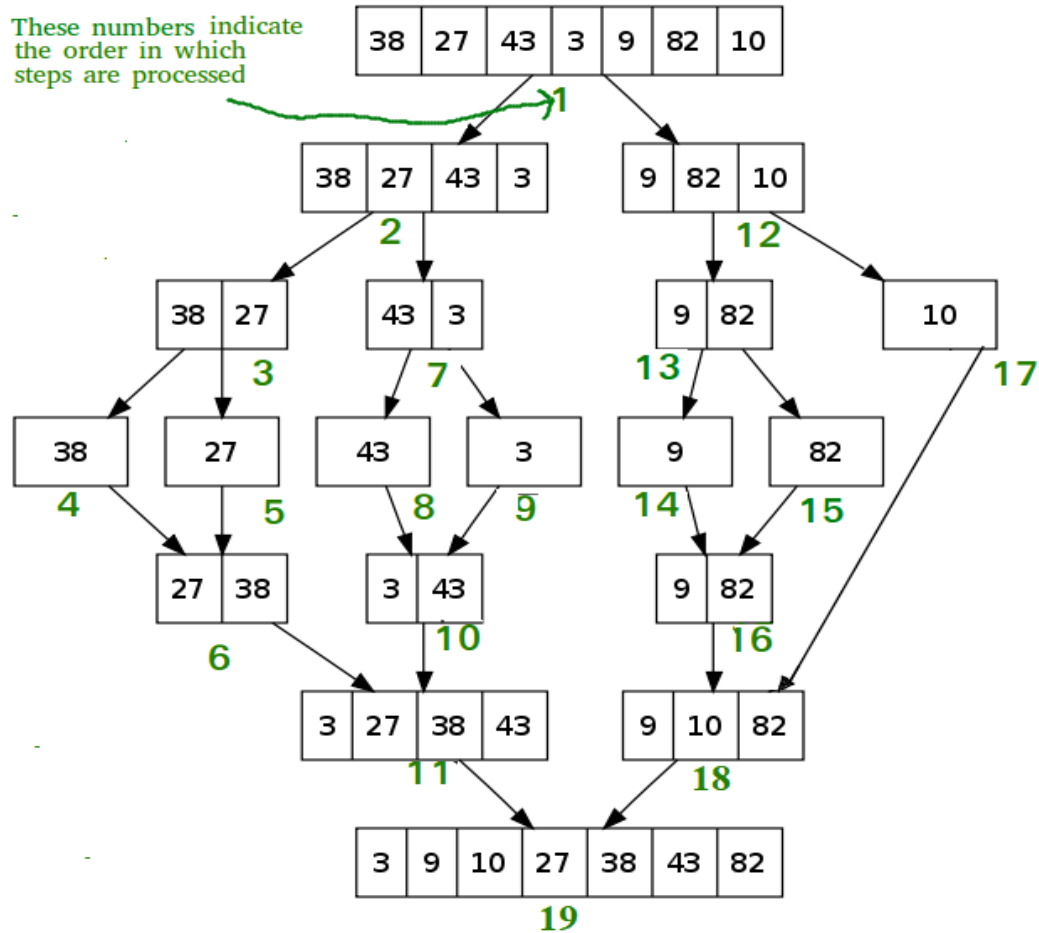 These numbers indicate
the order in which
steps are processed
38 27 43 3 9 82 10
1
38 27 43 3 9 82 10
2 12
38 27 43 3 9 82 10
3 7 13 17
38 27 43 3 9 82
4 5 8 9 14 15
27 38 3 43 9 82
6 10 16
3 27 38 43 9 10 82
11 18
3 9 10 27 38 43 82
19